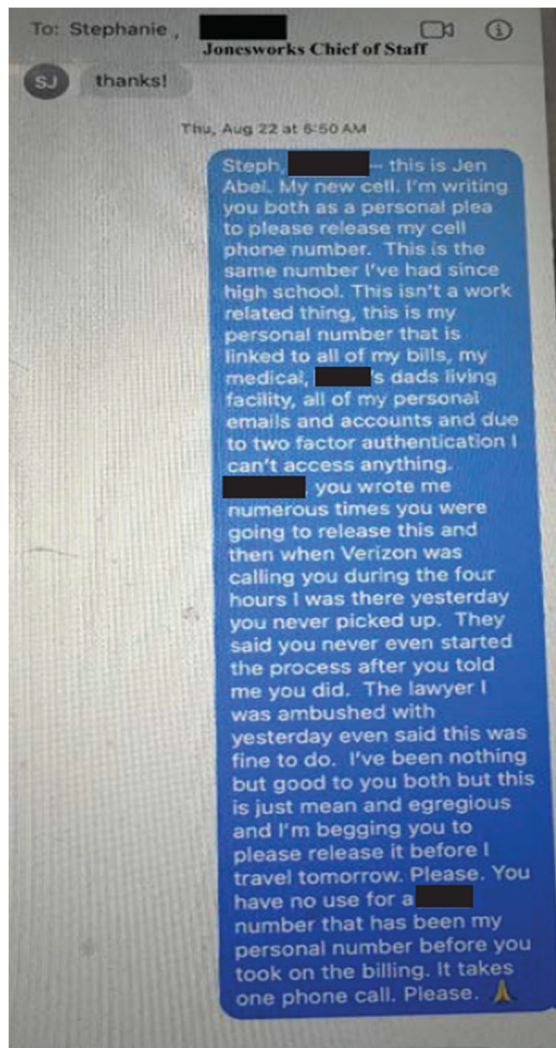 To: Stephanie ,
Jonesworks Chief of Staff
SJ
thanks!
Thu, Aug 22 at 6:50 AM
Steph, -- this is Jen
Abel. My new cell. I'm writing
you both as a personal plea
to please release my cell
phone number. This is the
same number I've had since
high school. This isn't a work
related thing, this is my
personal number that is
linked to all of my bills, my
medical, 's dads living
facility, all of my personal
emails and accounts and due
to two factor authentication I
can't access anything.
, you wrote me
numerous times you were
going to release this and
then when Verizon was
calling you during the four
hours I was there yesterday
you never picked up. They
said you never even started
the process after you told
me you did. The lawyer I
was ambushed with
yesterday even said this was
fine to do. I've been nothing
but good to you both but this
is just mean and egregious
and I'm begging you to
please release it before I
travel tomorrow. Please. You
have no use for a
number that has been my
personal number before you
took on the billing. It takes
one phone call. Please. 🙏